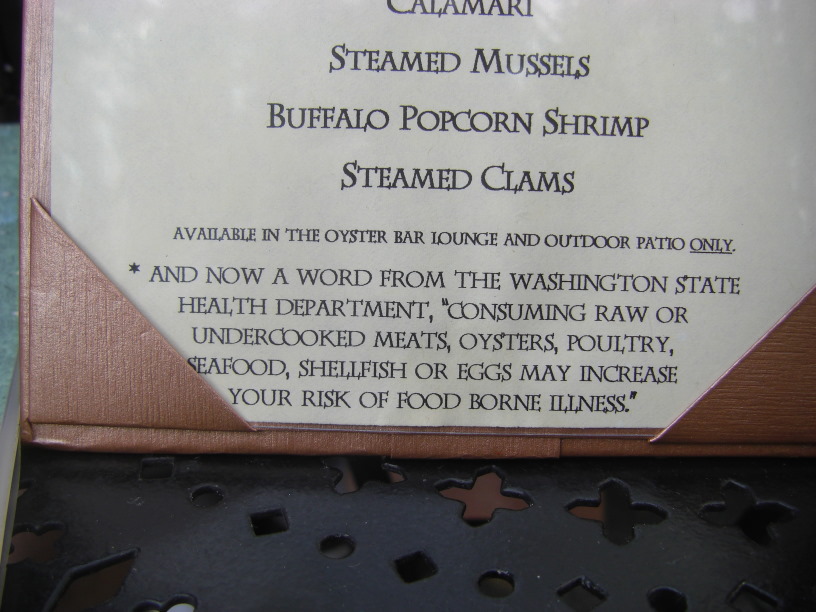 CALAMARI
STEAMED MUSSELS
BUFFALO POPCORN SHRIMP
STEAMED CLAMS
AVAILABLE IN THE OYSTER BAR LOUNGE AND OUTDOOR PATIO ONLY.
* AND NOW A WORD FROM THE WASHINGTON STATE
HEALTH DEPARTMENT, "CONSUMING RAW OR
UNDERCOOKED MEATS, OYSTERS, POULTRY,
SEAFOOD, SHELLFISH OR EGGS MAY INCREASE
YOUR RISK OF FOOD BORNE ILLNESS."